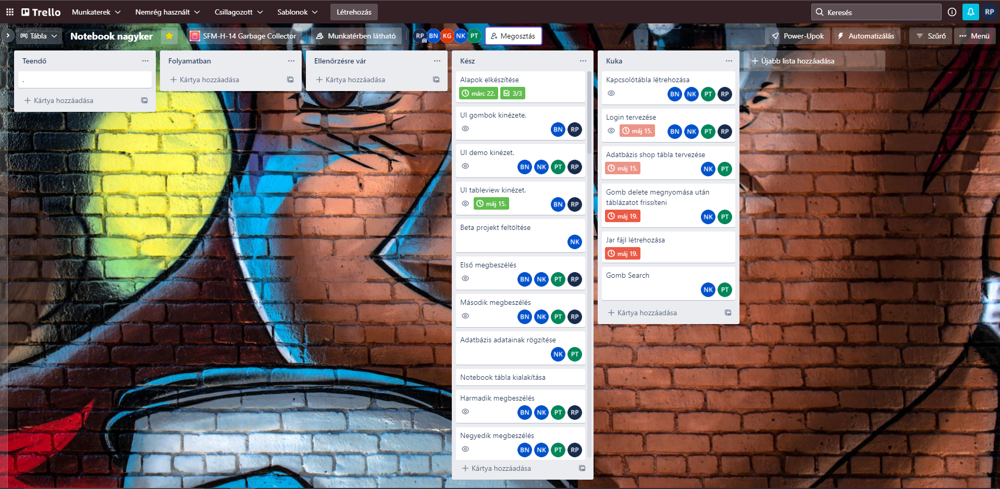 Trello Munkaterek Nemrég használt Csillagozott Sablonok Létrehozás Keresés RP
Tábla Notebook nagyker SFM-H-14 Garbage Collector Munkatérben látható RP BN KG NK PT Megosztás Power-Upok Automatizálás Szűrő Menü
Teendő
.
Kártya hozzáadása
Folyamatban
Kártya hozzáadása
Ellenőrzésre vár
Kártya hozzáadása
Kész
Alapok elkészítése
márc 22. 3/3
UI gombok kinézete.
BN RP
UI demo kinézet.
BN NK PT RP
UI tableview kinézet.
máj 15. BN RP
Beta projekt feltöltése
NK
Első megbeszélés
BN NK PT RP
Második megbeszélés
BN NK PT RP
Adatbázis adatainak rögzítése
NK PT
Notebook tábla kialakítása
Harmadik megbeszélés
BN NK PT RP
Negyedik megbeszélés
BN NK PT RP
Kártya hozzáadása
Kuka
Kapcsolótábla létrehozása
BN NK PT RP
Login tervezése
máj 15. BN NK PT RP
Adatbázis shop tábla tervezése
máj 15. NK PT
Gomb delete megnyomása után
táblázatot frissíteni
máj 19. NK PT
Jar fájl létrehozása
máj 19.
Gomb Search
NK PT
Kártya hozzáadása
Újabb lista hozzáadása